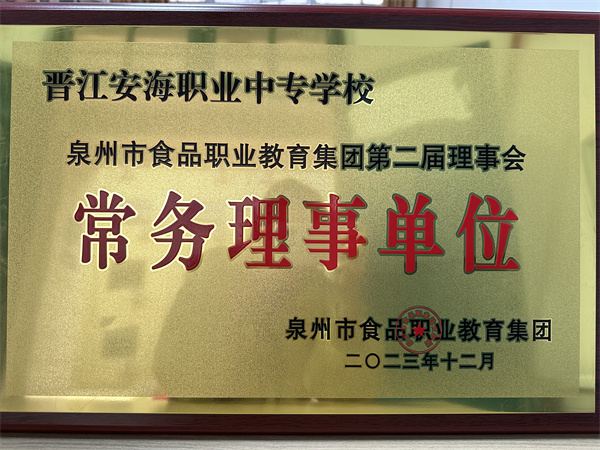 晋江安海职业中专学校
泉州市食品职业教育集团第二届理事会
常务理事单位
泉州市食品职业教育集团
二〇二三年十二月